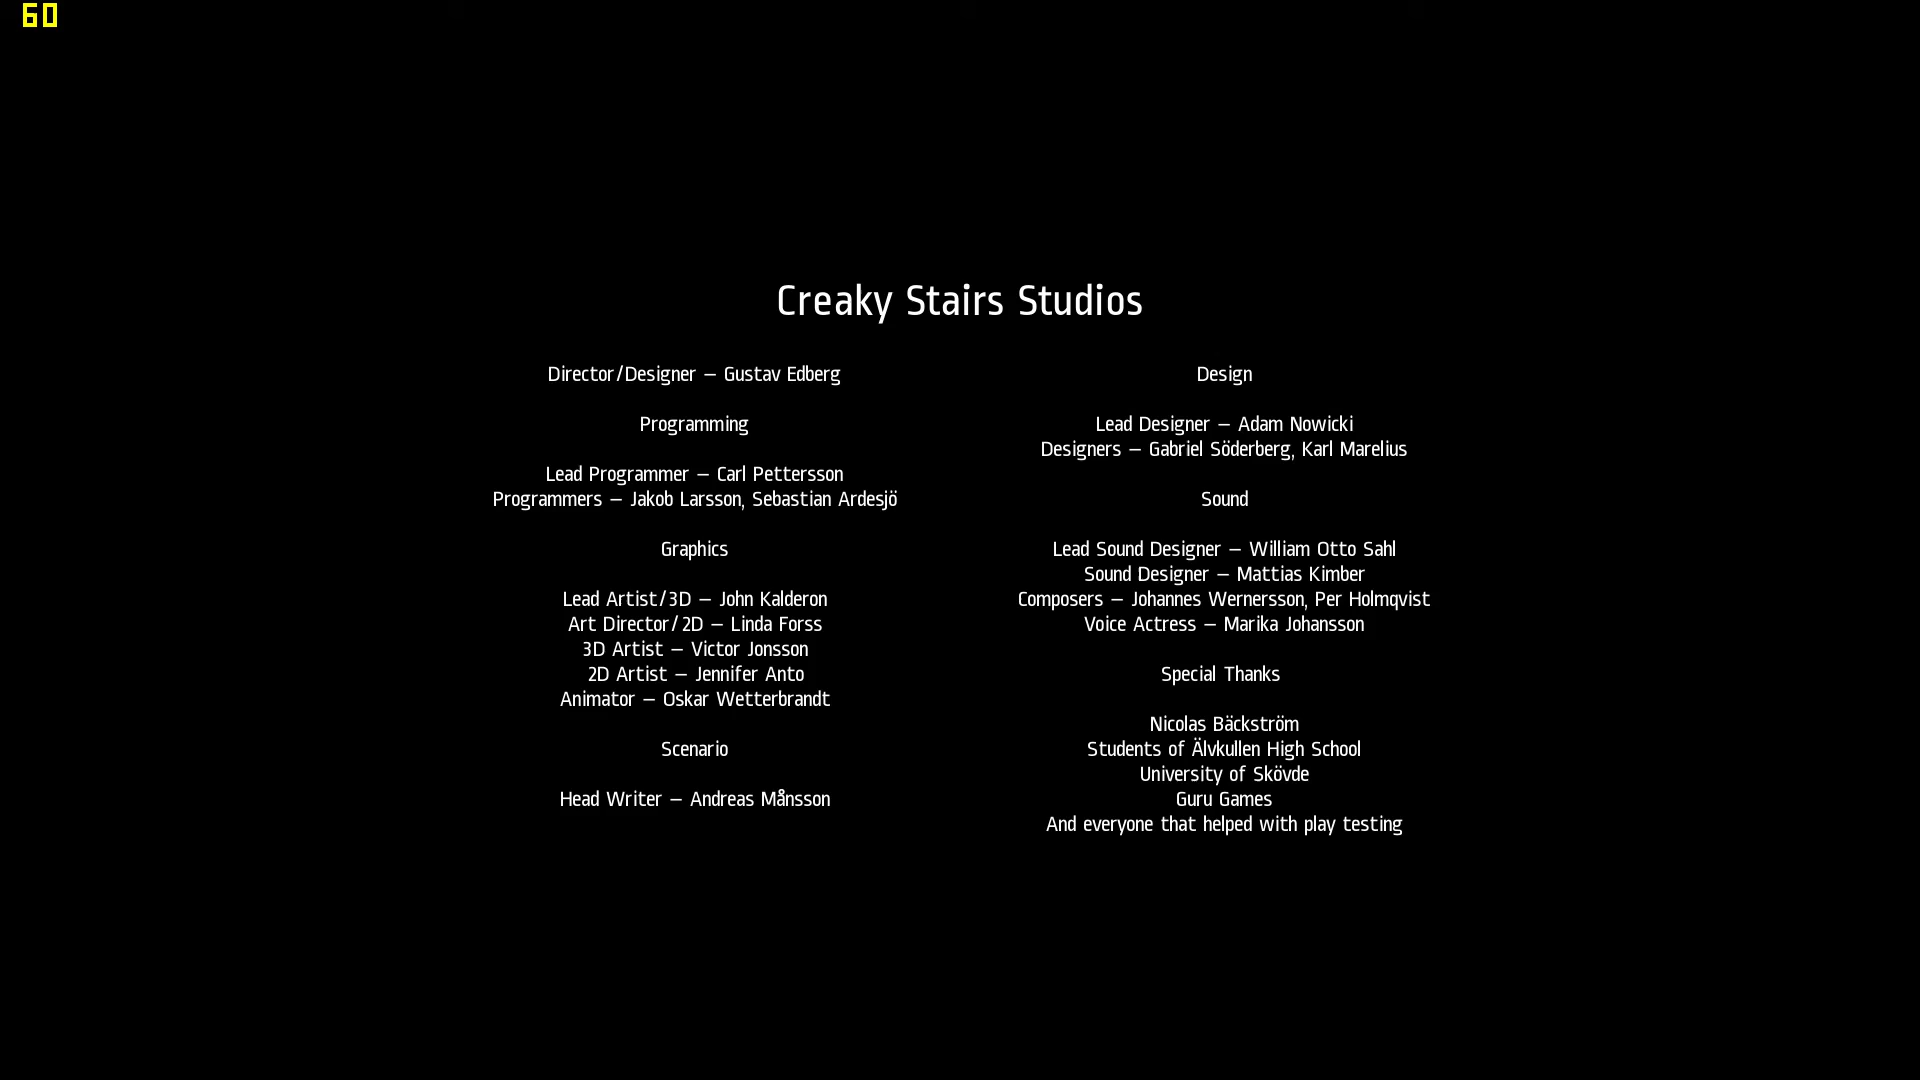 60
Creaky Stairs Studios
Director/Designer – Gustav Edberg
Programming
Lead Programmer – Carl Pettersson
Programmers – Jakob Larsson, Sebastian Ardesjö
Graphics
Lead Artist/3D – John Kalderon
Art Director/2D – Linda Forss
3D Artist – Victor Jonsson
2D Artist – Jennifer Anto
Animator – Oskar Wetterbrandt
Scenario
Head Writer – Andreas Månsson
Design
Lead Designer – Adam Nowicki
Designers – Gabriel Söderberg, Karl Marelius
Sound
Lead Sound Designer – William Otto Sahl
Sound Designer – Mattias Kimber
Composers – Johannes Wernersson, Per Holmqvist
Voice Actress – Marika Johansson
Special Thanks
Nicolas Bäckström
Students of Älvkullen High School
University of Skövde
Guru Games
And everyone that helped with play testing